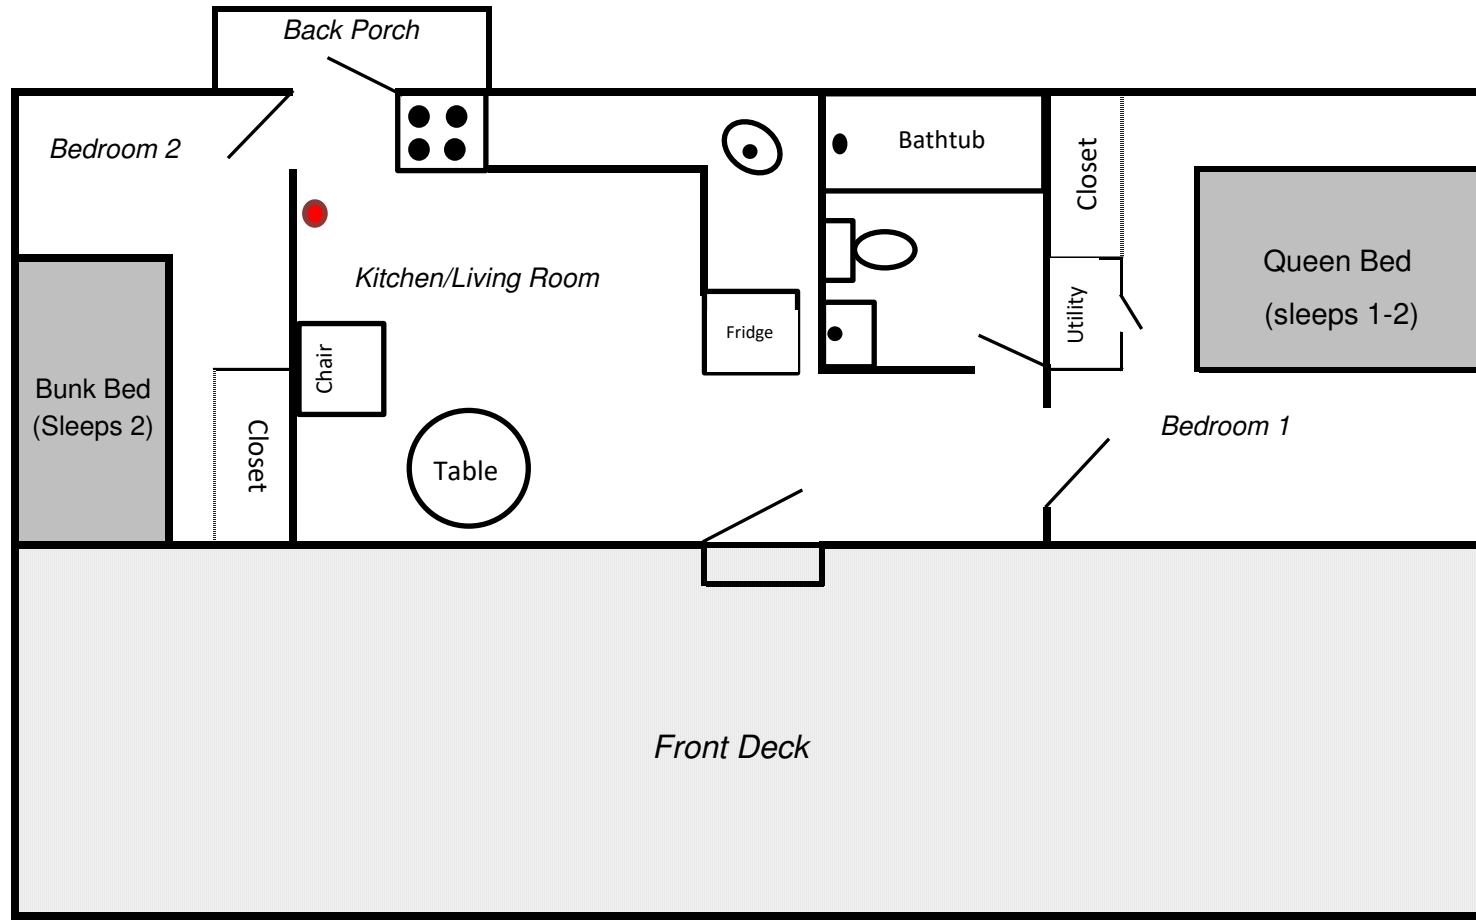 Back Porch
Bedroom 2
Bathtub
Closet
Queen Bed
(sleeps 1-2)
Kitchen/Living Room
Utility
Fridge
Chair
Bunk Bed
(Sleeps 2)
Closet
Table
Bedroom 1
Front Deck